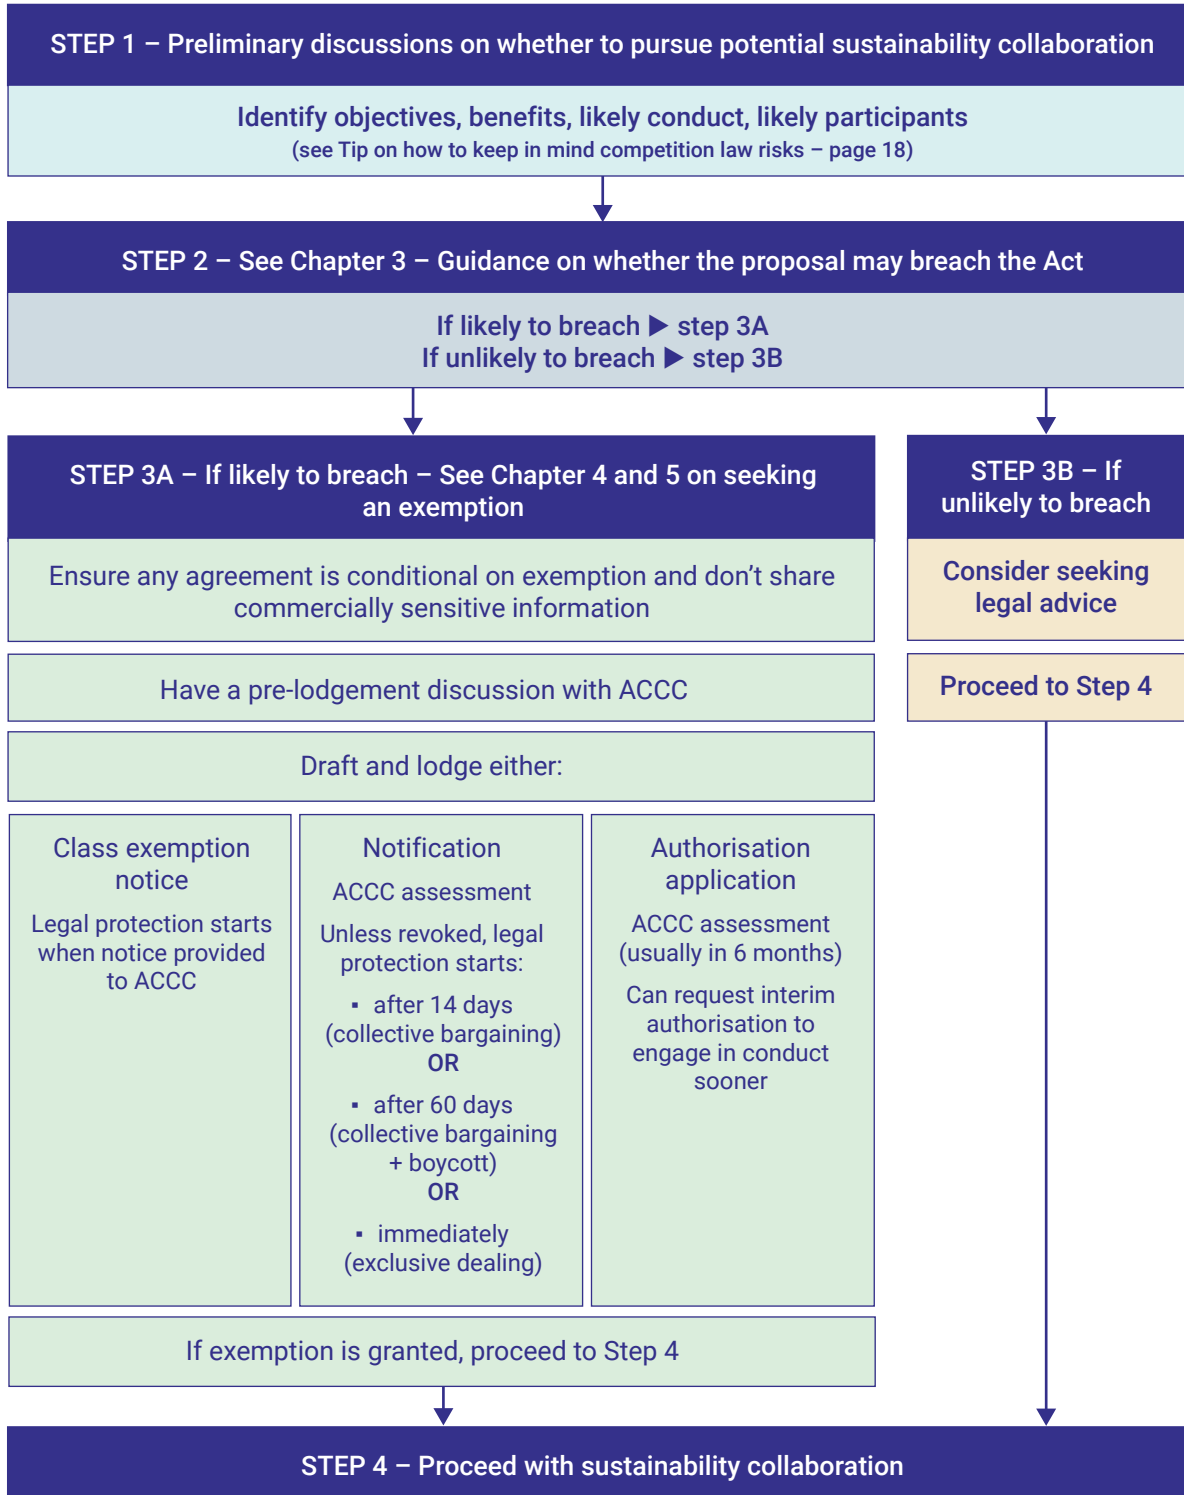 STEP 1 – Preliminary discussions on whether to pursue potential sustainability collaboration
Identify objectives, benefits, likely conduct, likely participants
(see Tip on how to keep in mind competition law risks – page 18)
STEP 2 – See Chapter 3 – Guidance on whether the proposal may breach the Act
If likely to breach ▶ step 3A
If unlikely to breach ▶ step 3B
STEP 3A – If likely to breach – See Chapter 4 and 5 on seeking
an exemption
Ensure any agreement is conditional on exemption and don’t share
commercially sensitive information
Have a pre-lodgement discussion with ACCC
Draft and lodge either:
Class exemption
notice
Legal protection starts
when notice provided
to ACCC
Notification
ACCC assessment
Unless revoked, legal
protection starts:
▪ after 14 days
(collective bargaining)
OR
▪ after 60 days
(collective bargaining
+ boycott)
OR
▪ immediately
(exclusive dealing)
Authorisation
application
ACCC assessment
(usually in 6 months)
Can request interim
authorisation to
engage in conduct
sooner
If exemption is granted, proceed to Step 4
STEP 3B – If
unlikely to breach
Consider seeking
legal advice
Proceed to Step 4
STEP 4 – Proceed with sustainability collaboration